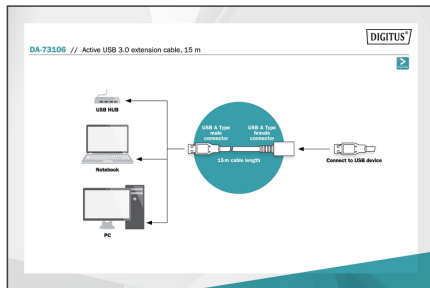 DIGITUS®
DA-73106 // Active USB 3.0 extension cable, 15 m
USB HUB
USB A Type
male
connector
USB A Type
female
connector
15 m cable length
Connect to USB device
Notebook
PC